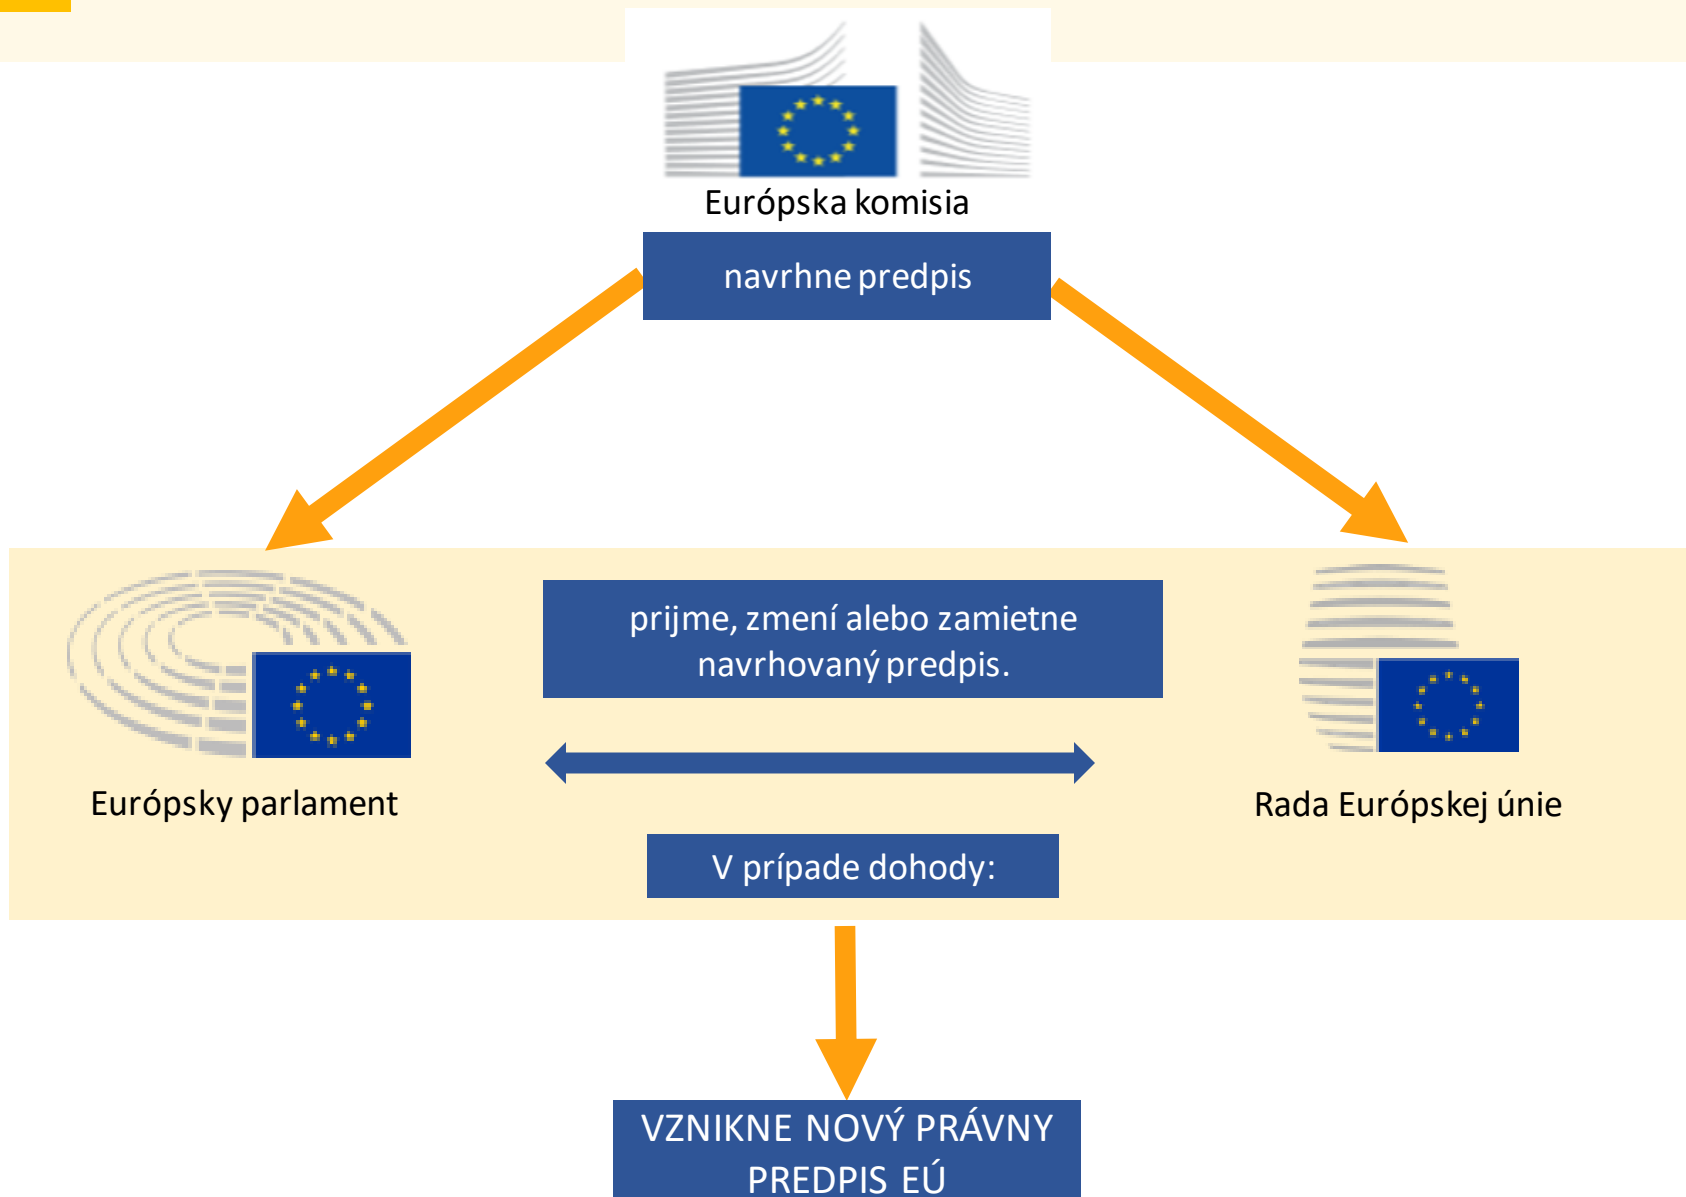 Európska komisia
navrhne predpis
prijme, zmení alebo zamietne
navrhovaný predpis.
Európsky parlament
Rada Európskej únie
V prípade dohody:
VZNIKNE NOVÝ PRÁVNY
PREDPIS EÚ